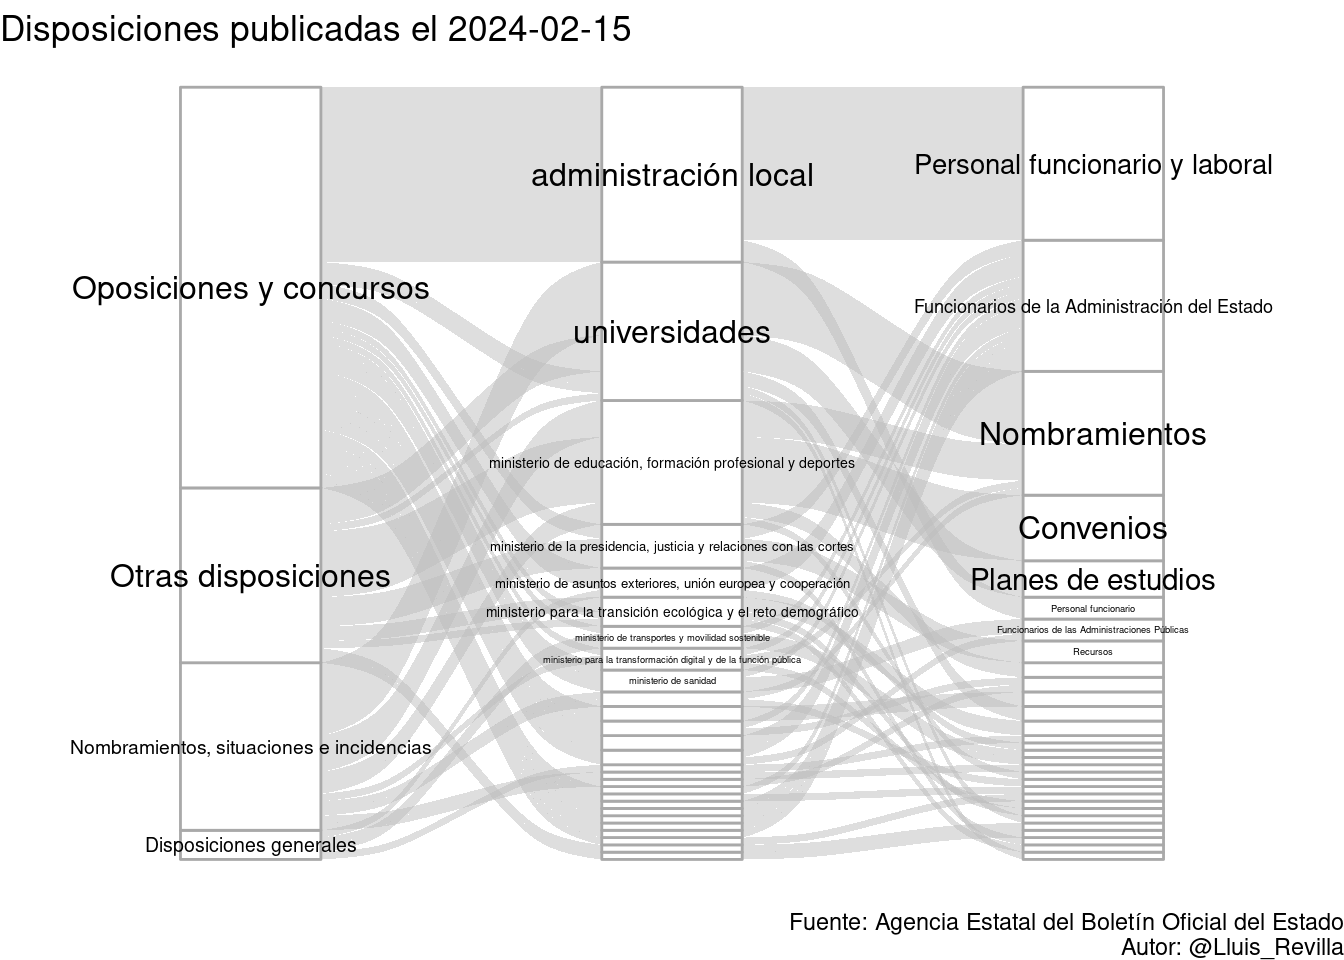 Disposiciones publicadas el 2024-02-15
Oposiciones y concursos
Otras disposiciones
Nombramientos, situaciones e incidencias
Disposiciones generales
administración local
universidades
ministerio de educación, formación profesional y deportes
ministerio de la presidencia, justicia y relaciones con las cortes
ministerio de asuntos exteriores, unión europea y cooperación
ministerio para la transición ecológica y el reto demográfico
ministerio de transportes y movilidad sostenible
ministerio para la transformación digital y de la función pública
ministerio de sanidad
Personal funcionario y laboral
Funcionarios de la Administración del Estado
Nombramientos
Convenios
Planes de estudios
Personal funcionario
Funcionarios de las Administraciones Públicas
Recursos
Fuente: Agencia Estatal del Boletín Oficial del Estado
Autor: @Lluis_Revilla